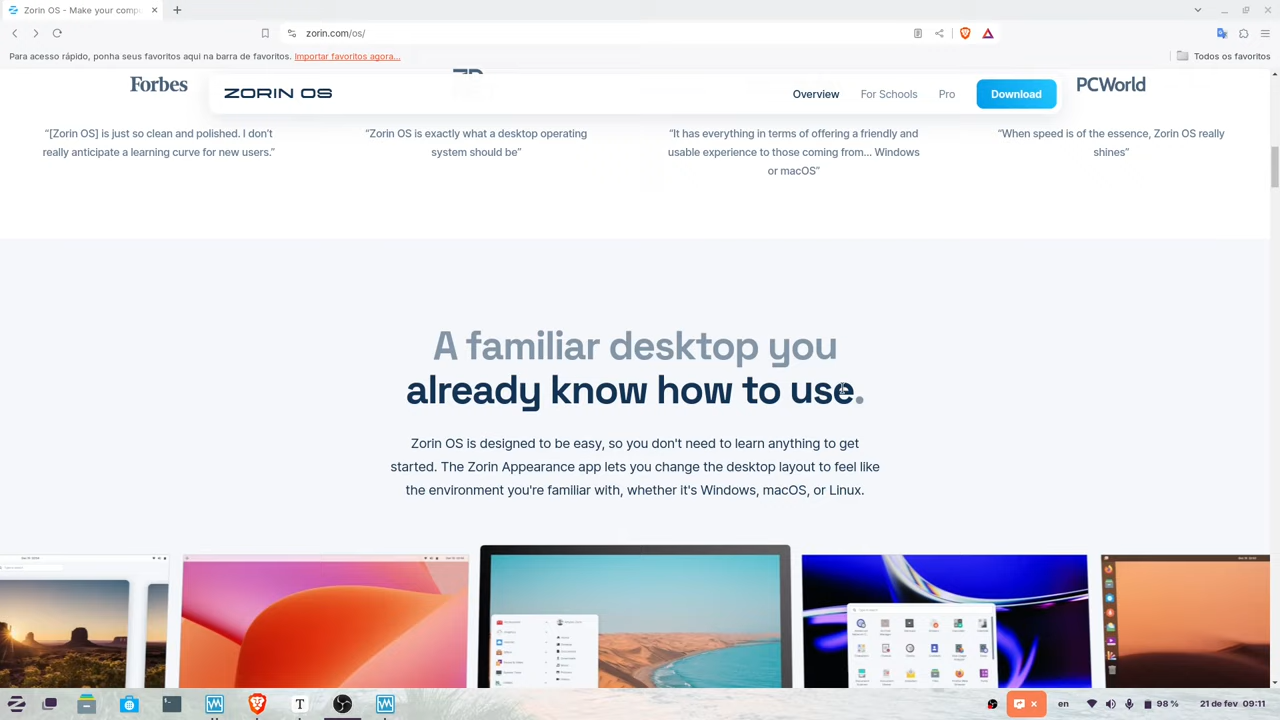 Zorin OS - Make your compu
zorin.com/os/
Para acesso rápido, ponha seus favoritos aqui na barra de favoritos. Importar favoritos agora...
Todos os favoritos
Forbes
PCWorld
ZORIN OS
Overview
For Schools
Pro
Download
“[Zorin OS] is just so clean and polished. I don't
really anticipate a learning curve for new users.”
“Zorin OS is exactly what a desktop operating
system should be”
“It has everything in terms of offering a friendly and
usable experience to those coming from... Windows
or macOS”
“When speed is of the essence, Zorin OS really
shines”
A familiar desktop you
already know how to use.
Zorin OS is designed to be easy, so you don't need to learn anything to get
started. The Zorin Appearance app lets you change the desktop layout to feel like
the environment you're familiar with, whether it's Windows, macOS, or Linux.
T
en
98 %
21 de fev 09:11